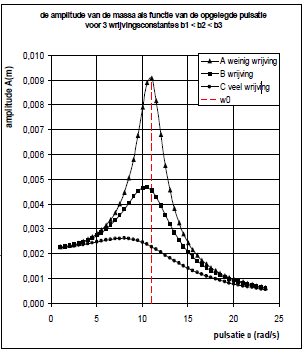 de amplitude van de massa als functie van de opgelegde pulsatie
voor 3 wrijvingsconstantes b1 < b2 < b3
amplitude A(m)
0,010
0,009
0,008
0,007
0,006
0,005
0,004
0,003
0,002
0,001
0,000
A weinig wrijving
B wrijving
C veel wrijving
w0
0 5 10 15 20 25
pulsatie ʋ (rad/s)